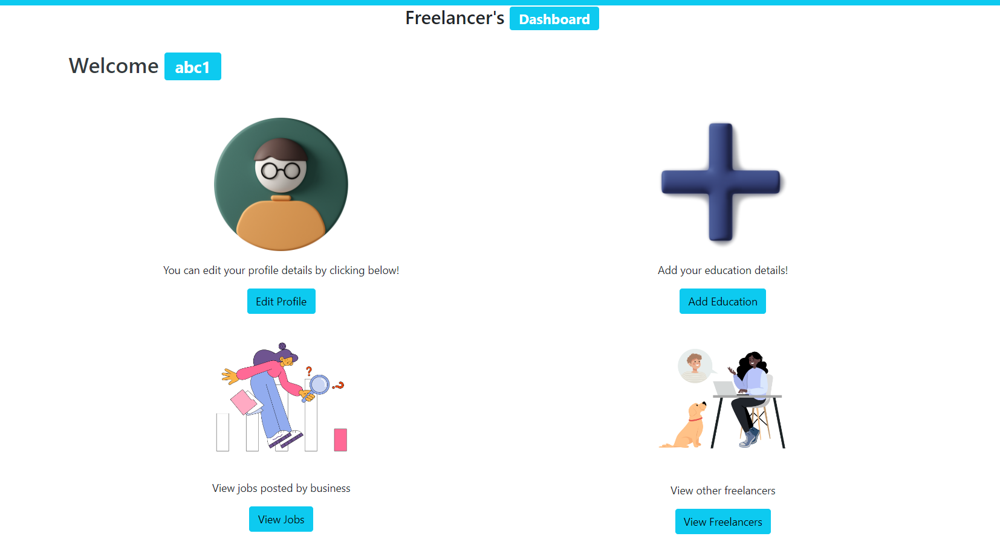 Freelancer's Dashboard
Welcome abc1
You can edit your profile details by clicking below!
Edit Profile
Add your education details!
Add Education
? ?
View jobs posted by business
View Jobs
View other freelancers
View Freelancers